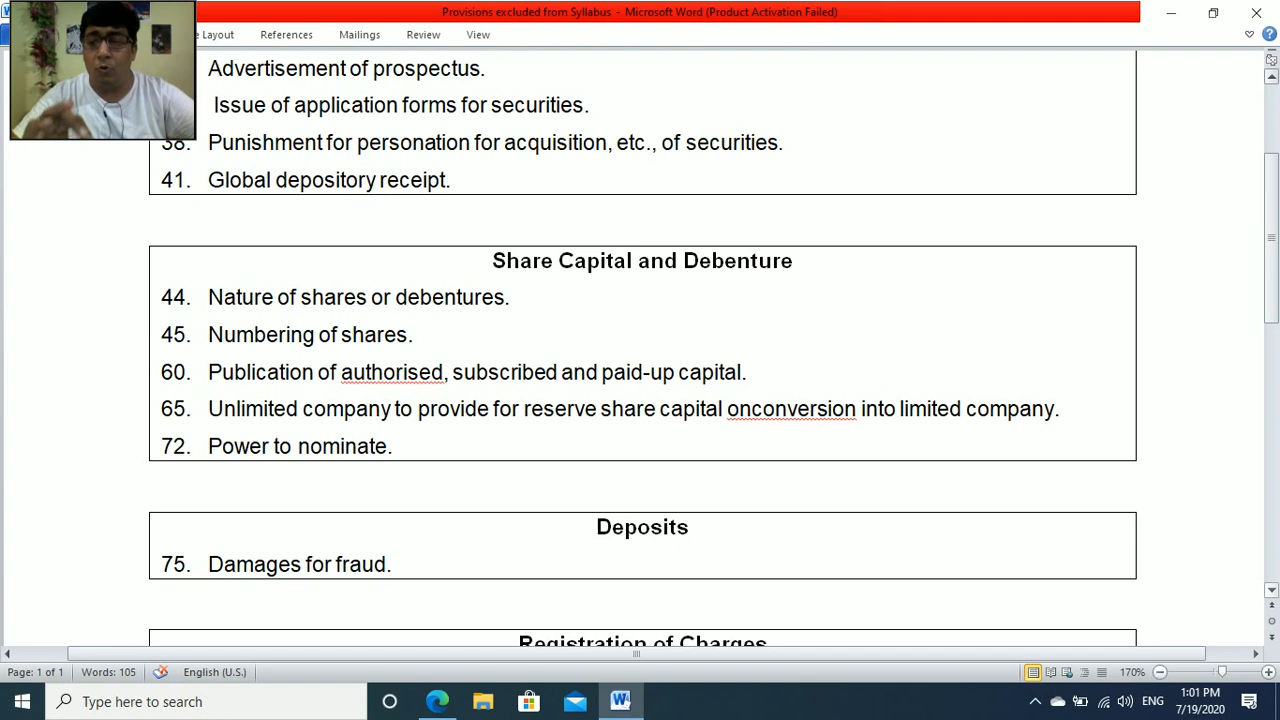 Provisions excluded from Syllabus - Microsoft Word (Product Activation Failed)
Layout References Mailings Review View
Advertisement of prospectus.
Issue of application forms for securities.
38. Punishment for personation for acquisition, etc., of securities.
41. Global depository receipt.
Share Capital and Debenture
44. Nature of shares or debentures.
45. Numbering of shares.
60. Publication of authorised, subscribed and paid-up capital.
65. Unlimited company to provide for reserve share capital onconversion into limited company.
72. Power to nominate.
Deposits
75. Damages for fraud.
Registration of Charges
Page: 1 of 1 Words: 105 English (U.S.) 170%
Type here to search ENG 1:01 PM
7/19/2020